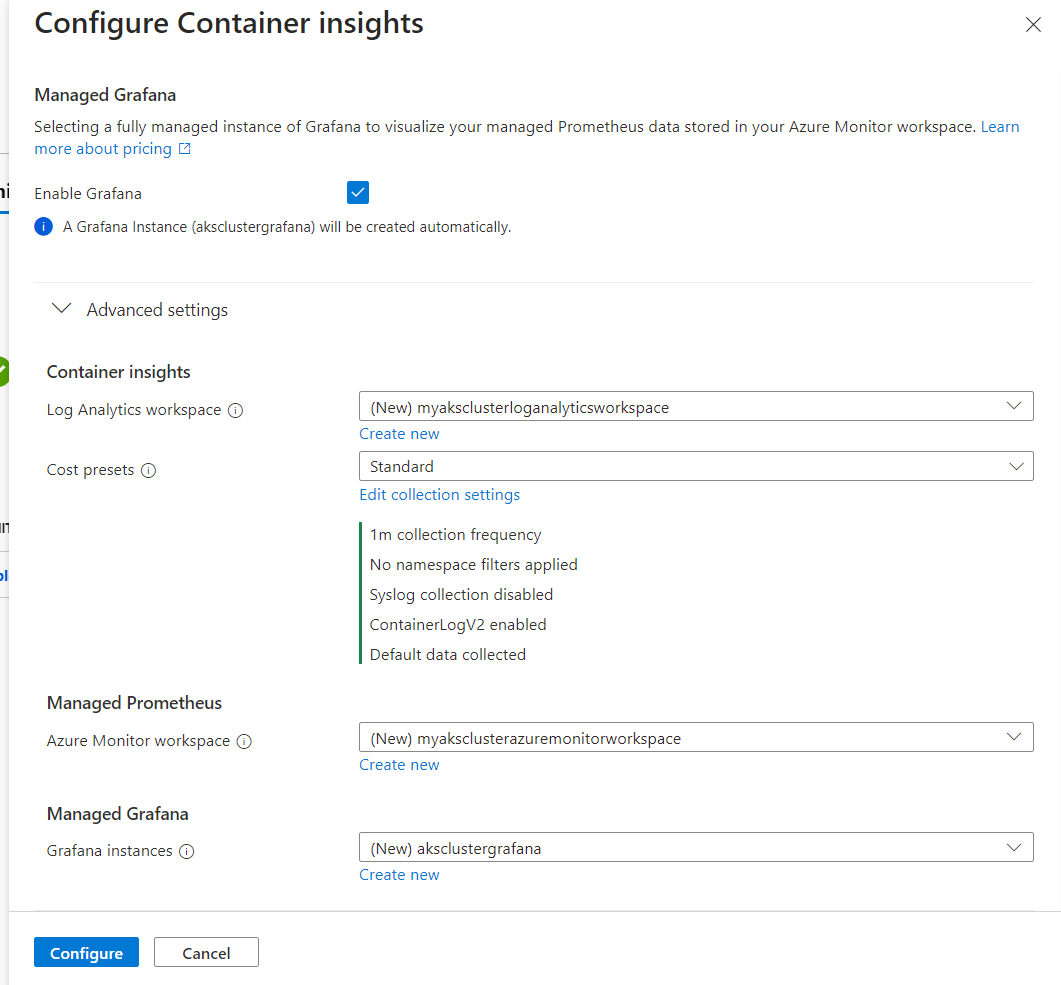 Configure Container insights
Managed Grafana
Selecting a fully managed instance of Grafana to visualize your managed Prometheus data stored in your Azure Monitor workspace. Learn
more about pricing
Enable Grafana
A Grafana Instance (aksclustergrafana) will be created automatically.
Advanced settings
Container insights
Log Analytics workspace
(New) myaksclusterloganalyticsworkspace
Create new
Cost presets
Standard
Edit collection settings
1m collection frequency
No namespace filters applied
Syslog collection disabled
ContainerLogV2 enabled
Default data collected
Managed Prometheus
Azure Monitor workspace
(New) myaksclusterazuremonitorworkspace
Create new
Managed Grafana
Grafana instances
(New) aksclustergrafana
Create new
Configure
Cancel